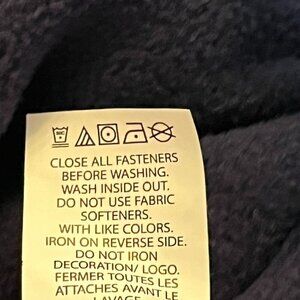 CLOSE ALL FASTENERS
BEFORE WASHING.
WASH INSIDE OUT.
DO NOT USE FABRIC
SOFTENERS.
WITH LIKE COLORS.
IRON ON REVERSE SIDE.
DO NOT IRON
DECORATION/ LOGO.
FERMER TOUTES LES
ATTACHES AVANT LE
LAVAGE